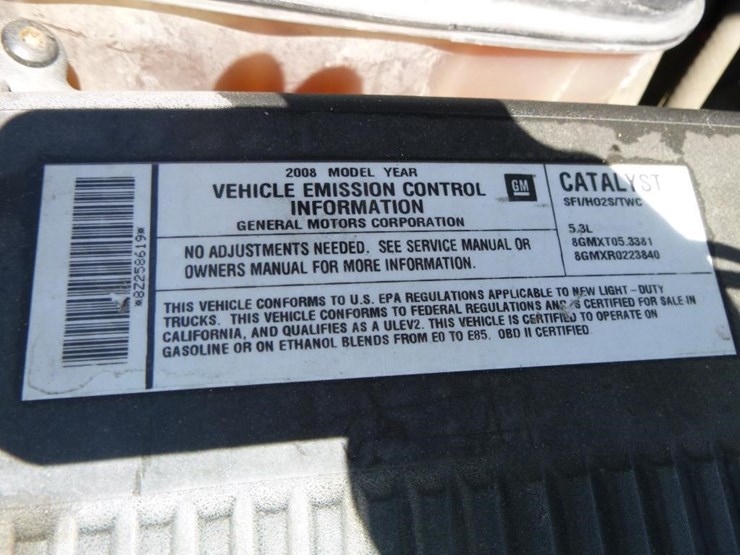 *8Z258619*
2008 MODEL YEAR
VEHICLE EMISSION CONTROL
INFORMATION
GENERAL MOTORS CORPORATION
GM
CATALYST
SFI/HO2S/TWC
5.3L
8GMXT05.3381
8GMXR0223840
NO ADJUSTMENTS NEEDED. SEE SERVICE MANUAL OR
OWNERS MANUAL FOR MORE INFORMATION.
THIS VEHICLE CONFORMS TO U.S. EPA REGULATIONS APPLICABLE TO NEW LIGHT-DUTY
TRUCKS. THIS VEHICLE CONFORMS TO FEDERAL REGULATIONS AND IS CERTIFIED FOR SALE IN
CALIFORNIA, AND QUALIFIES AS A ULEV2. THIS VEHICLE IS CERTIFIED TO OPERATE ON
GASOLINE OR ON ETHANOL BLENDS FROM E0 TO E85. OBD II CERTIFIED